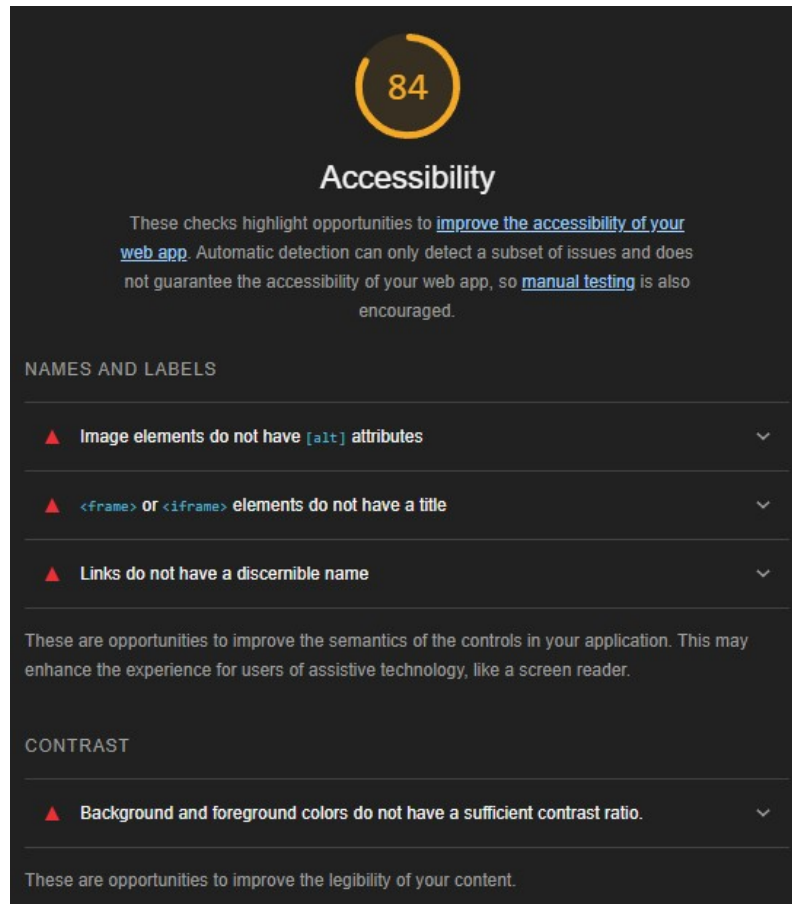 84
Accessibility
These checks highlight opportunities to improve the accessibility of your
web app. Automatic detection can only detect a subset of issues and does
not guarantee the accessibility of your web app, so manual testing is also
encouraged.
NAMES AND LABELS
Image elements do not have [alt] attributes
<frame> or <iframe> elements do not have a title
Links do not have a discernible name
These are opportunities to improve the semantics of the controls in your application. This may
enhance the experience for users of assistive technology, like a screen reader.
CONTRAST
Background and foreground colors do not have a sufficient contrast ratio.
These are opportunities to improve the legibility of your content.